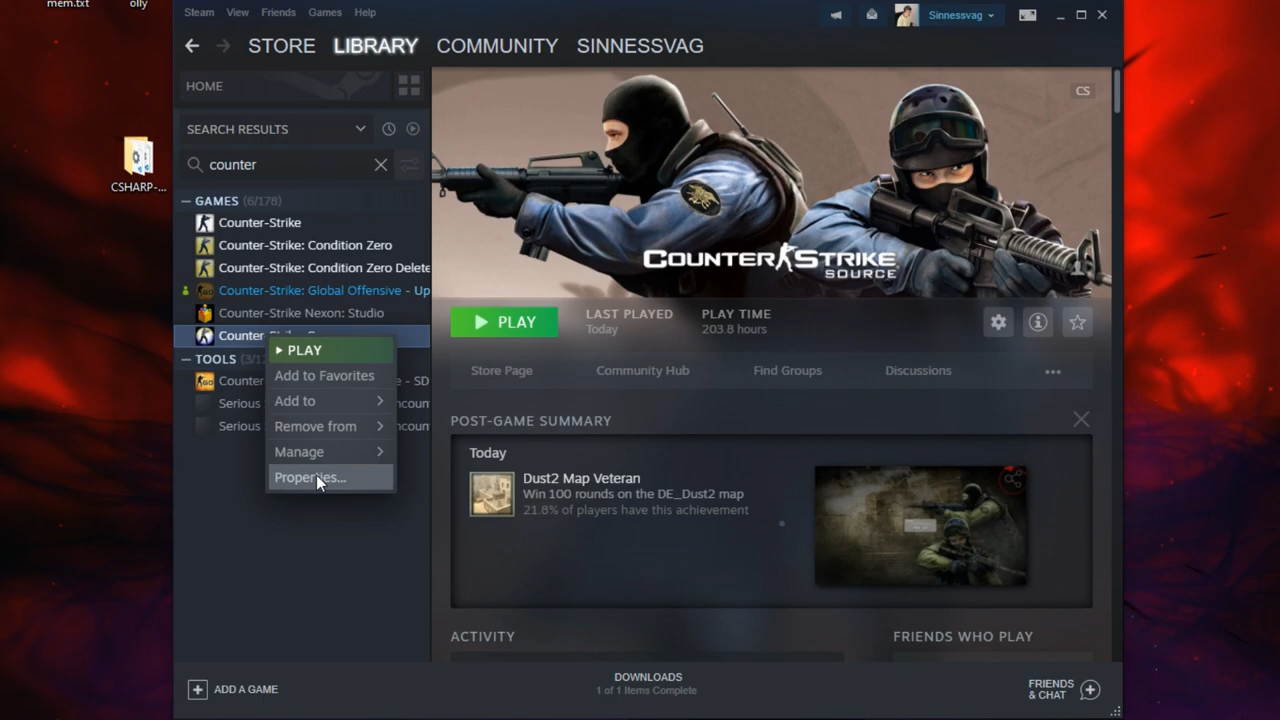 mem.txt
olly
CSHARP-...
Steam View Friends Games Help
Sinnessvag
STORE LIBRARY COMMUNITY SINNESSVAG
HOME
SEARCH RESULTS
counter
GAMES (6/178)
Counter-Strike
Counter-Strike: Condition Zero
Counter-Strike: Condition Zero Delete
Counter-Strike: Global Offensive - Up
Counter-Strike Nexon: Studio
Counter
TOOLS
Counter - SD
Serious ncount
Serious ncount
PLAY
Add to Favorites
Add to
Remove from
Manage
Properties...
CS
COUNTER STRIKE
SOURCE
PLAY
LAST PLAYED
Today
PLAY TIME
203.8 hours
Store Page Community Hub Find Groups Discussions
POST-GAME SUMMARY
Today
Dust2 Map Veteran
Win 100 rounds on the DE_Dust2 map
21.8% of players have this achievement
ACTIVITY
FRIENDS WHO PLAY
ADD A GAME
DOWNLOADS
1 of 1 Items Complete
FRIENDS
& CHAT